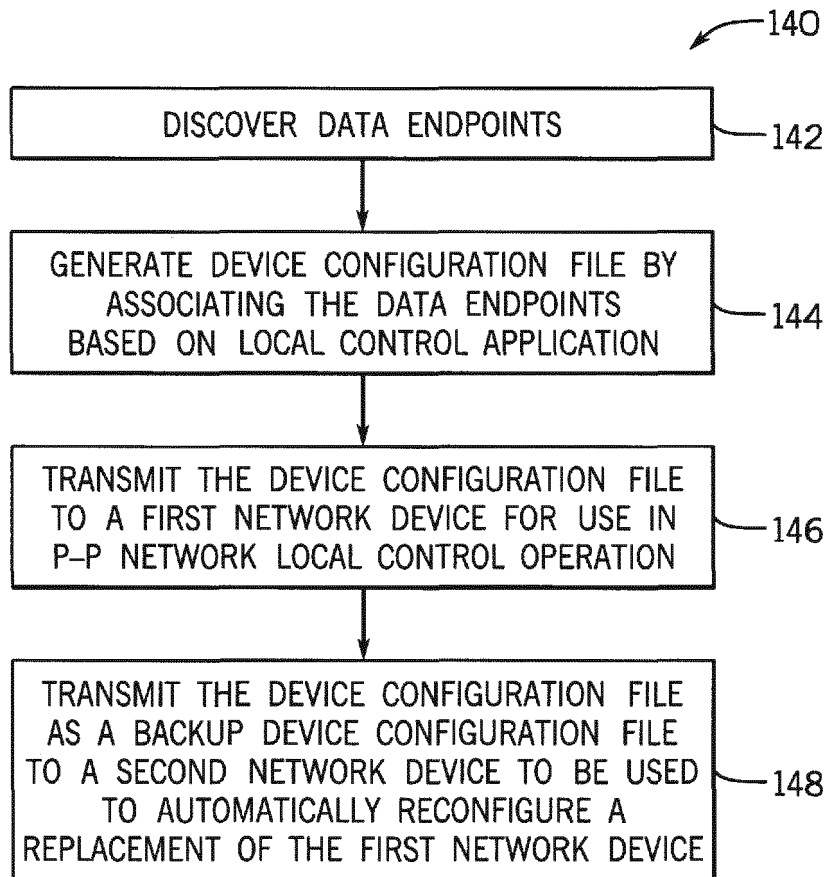 140
DISCOVER DATA ENDPOINTS
142
GENERATE DEVICE CONFIGURATION FILE BY
ASSOCIATING THE DATA ENDPOINTS
BASED ON LOCAL CONTROL APPLICATION
144
TRANSMIT THE DEVICE CONFIGURATION FILE
TO A FIRST NETWORK DEVICE FOR USE IN
P-P NETWORK LOCAL CONTROL OPERATION
146
TRANSMIT THE DEVICE CONFIGURATION FILE
AS A BACKUP DEVICE CONFIGURATION FILE
TO A SECOND NETWORK DEVICE TO BE USED
TO AUTOMATICALLY RECONFIGURE A
REPLACEMENT OF THE FIRST NETWORK DEVICE
148